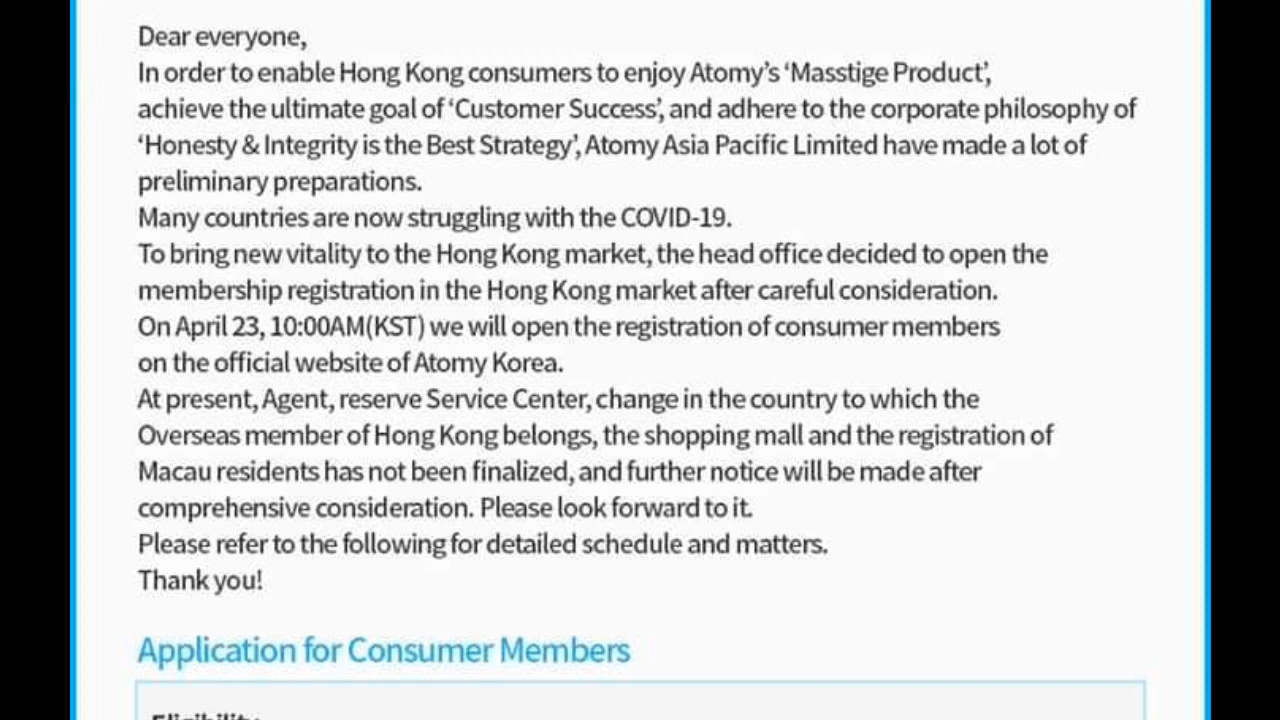 Dear everyone,
In order to enable Hong Kong consumers to enjoy Atomy's 'Masstige Product',
achieve the ultimate goal of 'Customer Success', and adhere to the corporate philosophy of
'Honesty & Integrity is the Best Strategy', Atomy Asia Pacific Limited have made a lot of
preliminary preparations.
Many countries are now struggling with the COVID-19.
To bring new vitality to the Hong Kong market, the head office decided to open the
membership registration in the Hong Kong market after careful consideration.
On April 23, 10:00AM(KST) we will open the registration of consumer members
on the official website of Atomy Korea.
At present, Agent, reserve Service Center, change in the country to which the
Overseas member of Hong Kong belongs, the shopping mall and the registration of
Macau residents has not been finalized, and further notice will be made after
comprehensive consideration. Please look forward to it.
Please refer to the following for detailed schedule and matters.
Thank you!
Application for Consumer Members
Eligibility